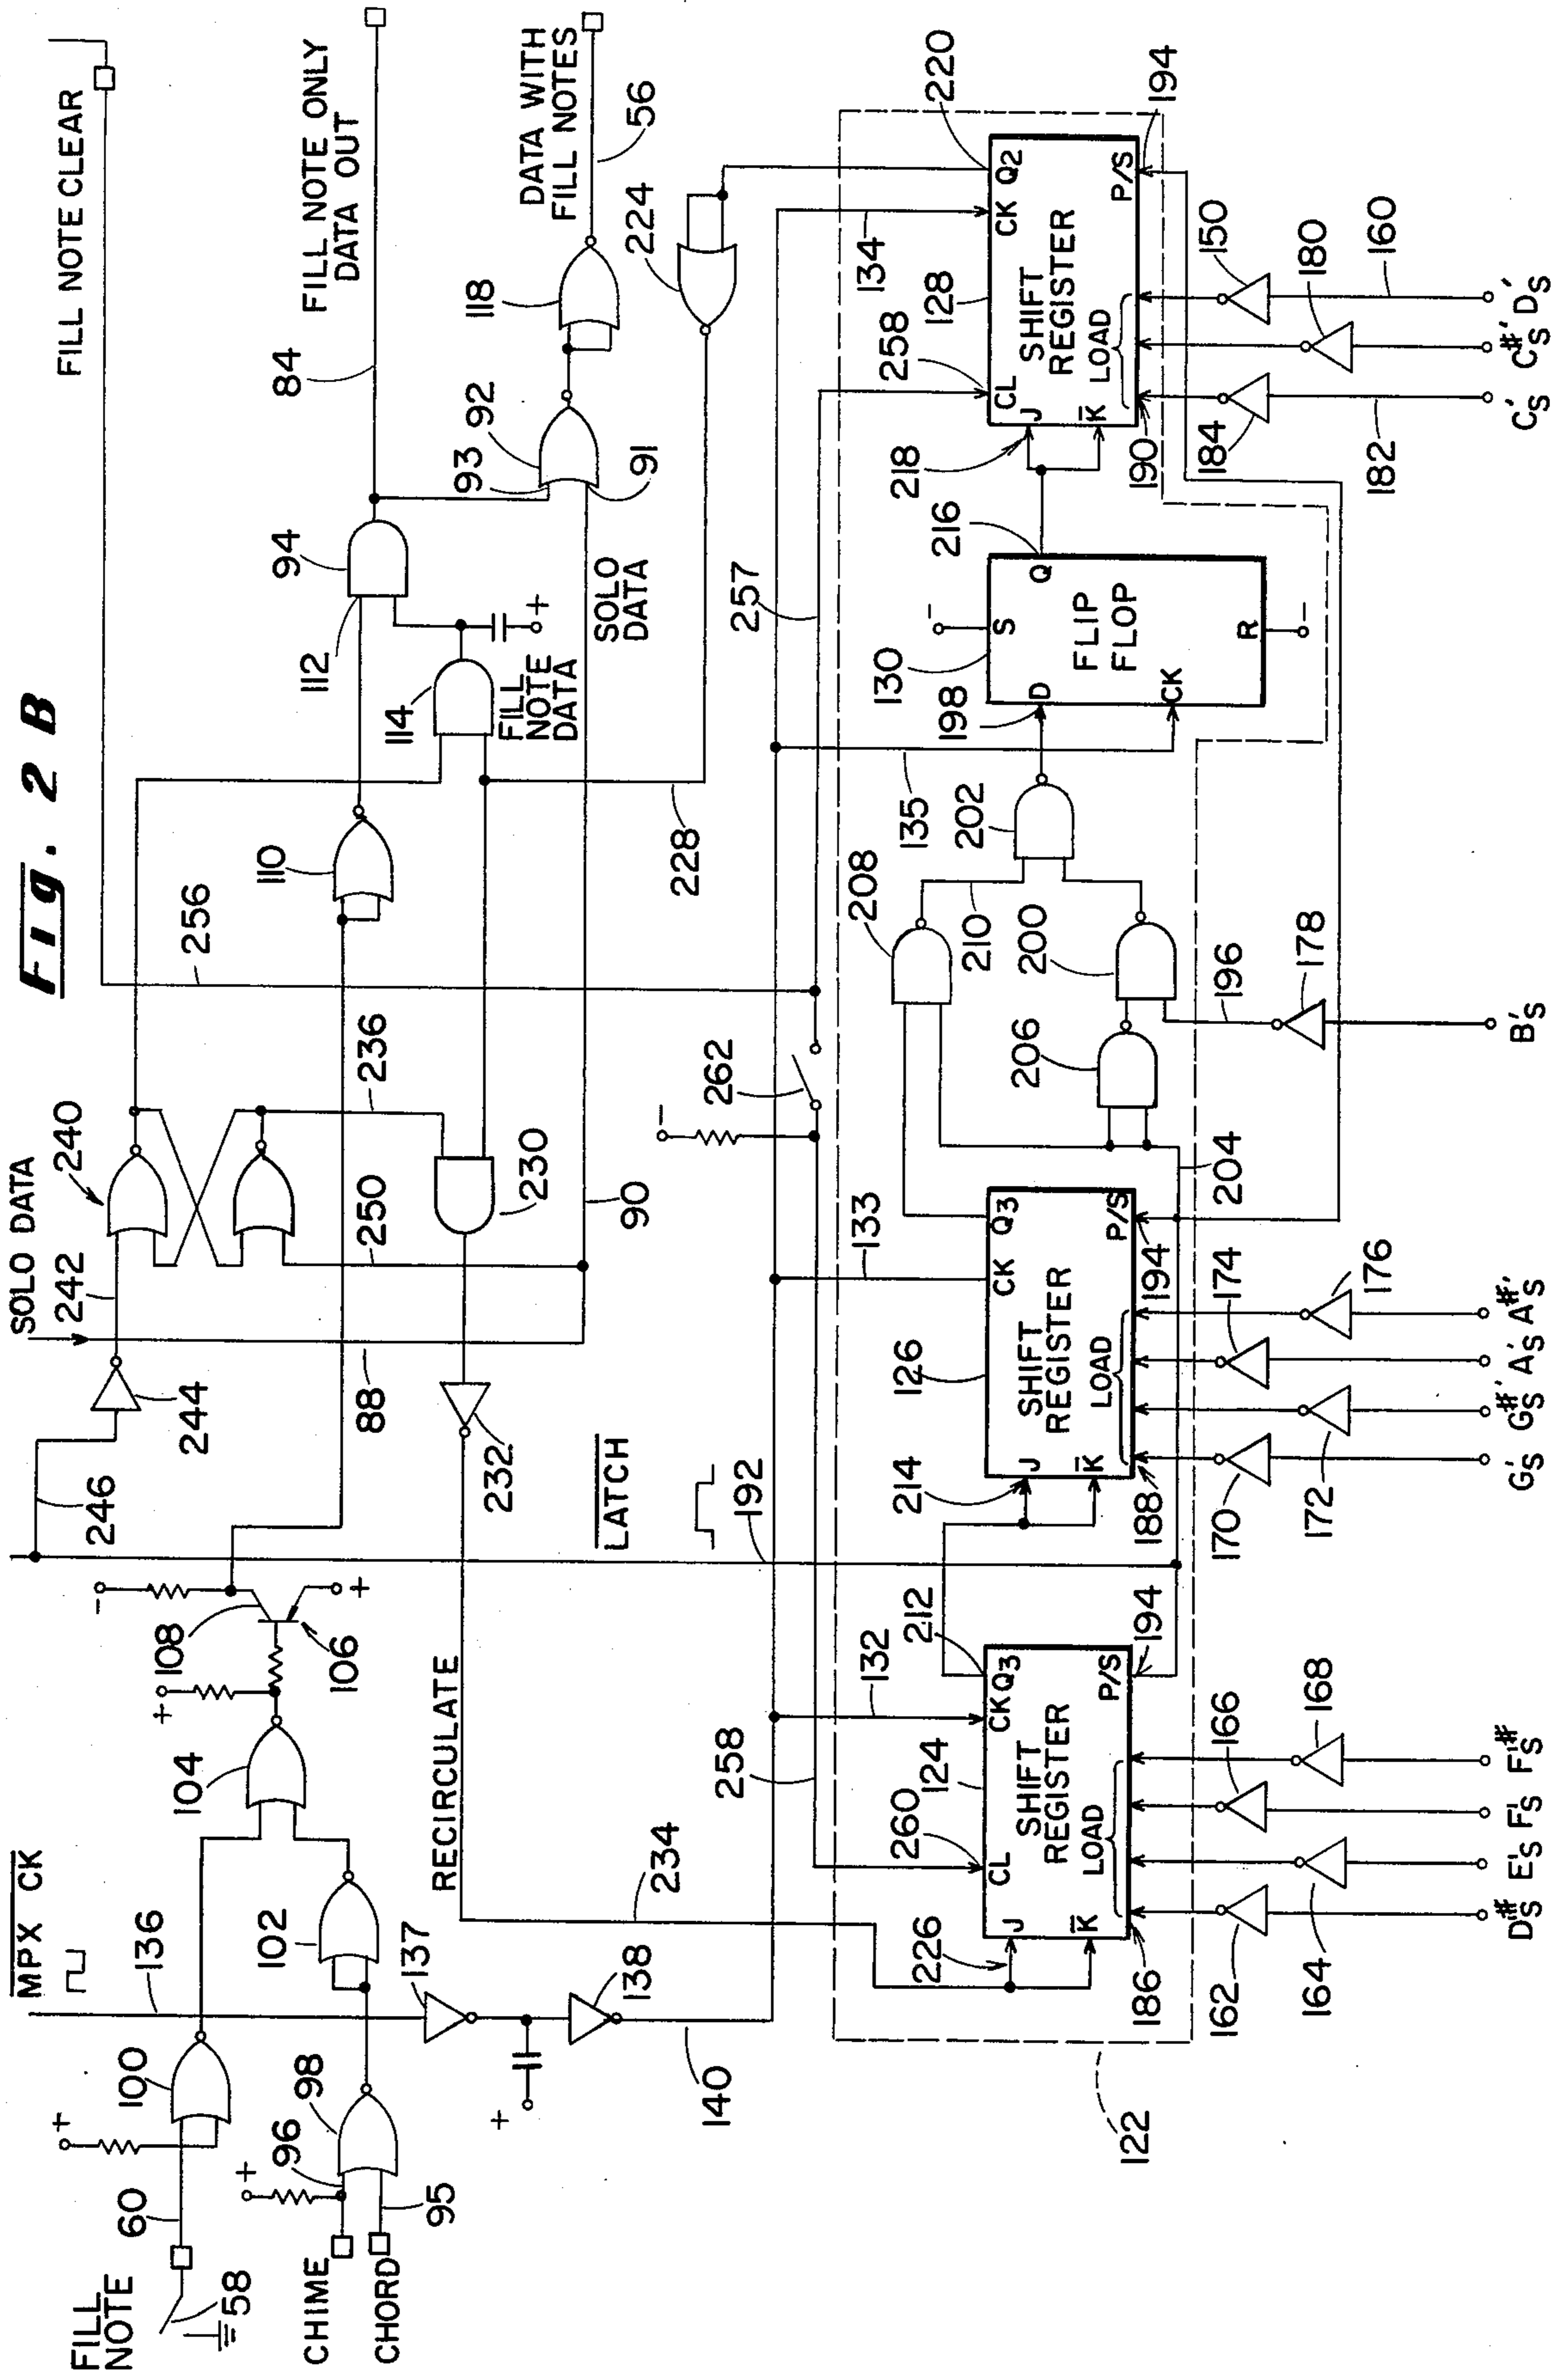 Fig. 2 B
FILL NOTE CLEAR
FILL NOTE ONLY
DATA OUT
84
DATA WITH
FILL NOTES
56
SOLO DATA
242
240
256
94
112
114
FILL
NOTE
DATA
SOLO
DATA
93
92
91
118
224
110
236
250
230
90
228
88
244
246
232
LATCH
192
MPX CK
136
FILL
NOTE
58
60
100
CHIME
CHORD
96
95
98
102
104
108
106
+
+
+
+
+
+
−
−
−
−
137
138
140
RECIRCULATE
234
258
262
257
122
132
133
134
135
260
CL
CK
Q3
212
124
SHIFT
REGISTER
LOAD
J
K
226
186
P/S
194
214
126
CK
Q3
SHIFT
REGISTER
LOAD
J
K
188
P/S
194
204
208
210
200
206
202
196
178
198
130
S
D
CK
Q
R
FLIP
FLOP
216
218
258
128
CL
CK
Q2
220
SHIFT
REGISTER
LOAD
J
K
190
P/S
194
162
164
166
168
170
172
174
176
184
182
180
150
160
D#'S
E'S
F'S
F#'S
G'S
G#'S
A'S
A#'S
B'S
C'S
C#'S
D'S